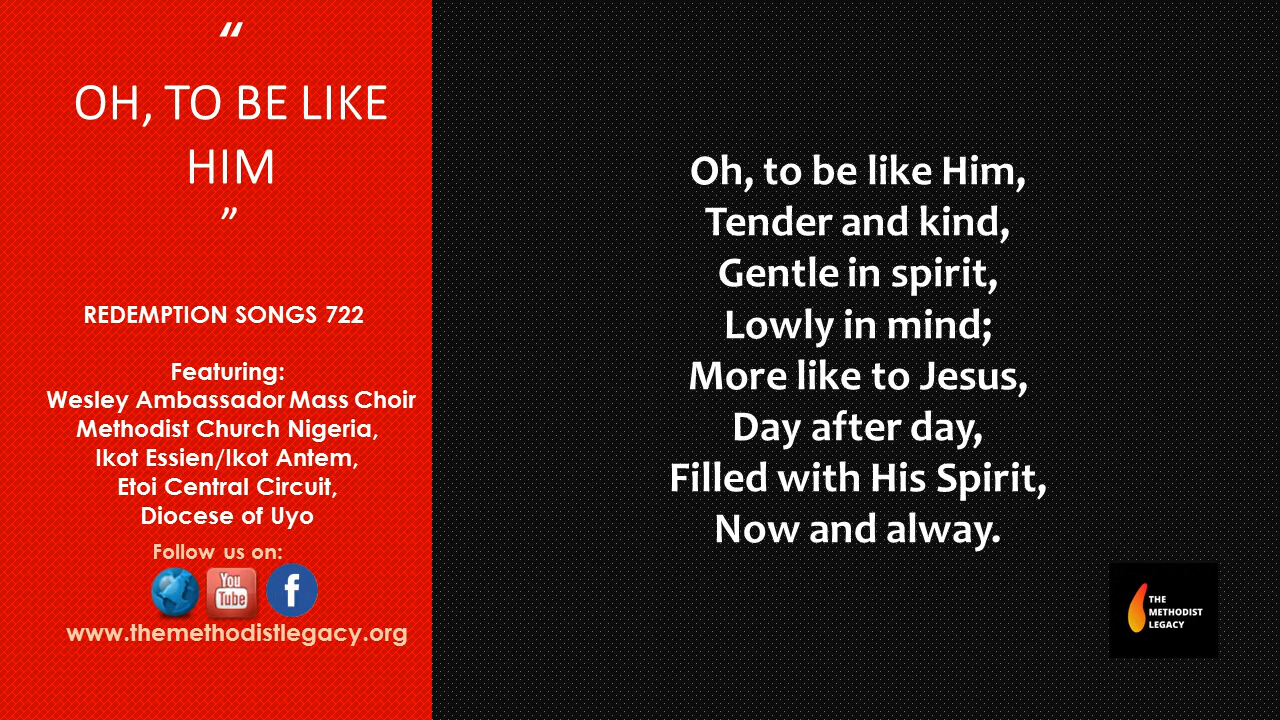 “
OH, TO BE LIKE
HIM
”
REDEMPTION SONGS 722
Featuring:
Wesley Ambassador Mass Choir
Methodist Church Nigeria,
Ikot Essien/Ikot Antem,
Etoi Central Circuit,
Diocese of Uyo
Follow us on:
You
Tube
f
www.themethodistlegacy.org
Oh, to be like Him,
Tender and kind,
Gentle in spirit,
Lowly in mind;
More like to Jesus,
Day after day,
Filled with His Spirit,
Now and alway.
THE
METHODIST
LEGACY